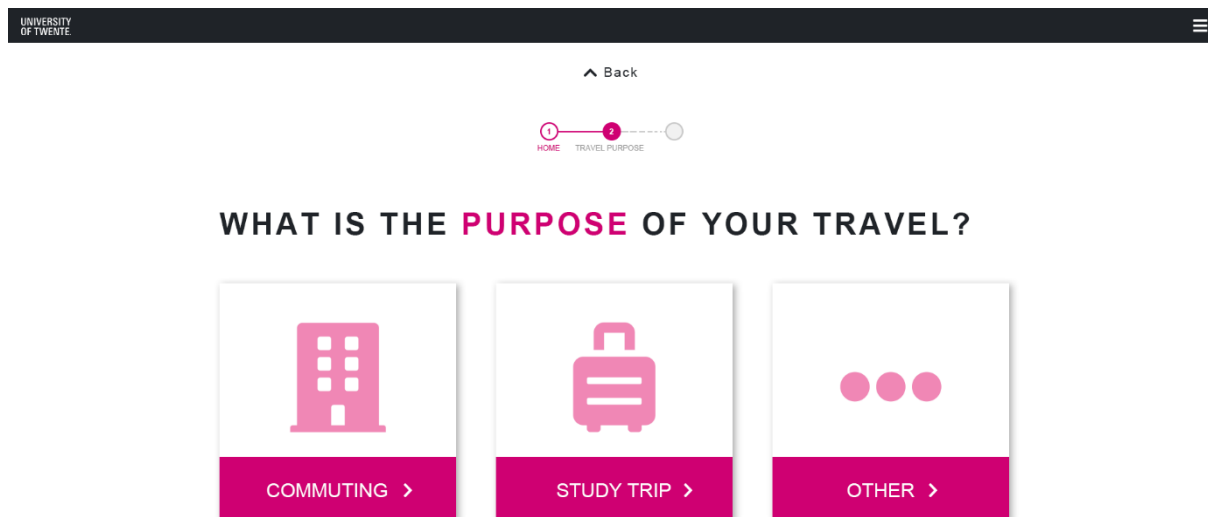 UNIVERSITY
OF TWENTE.
Back
1 2
HOME TRAVEL PURPOSE
WHAT IS THE PURPOSE OF YOUR TRAVEL?
COMMUTING STUDY TRIP OTHER